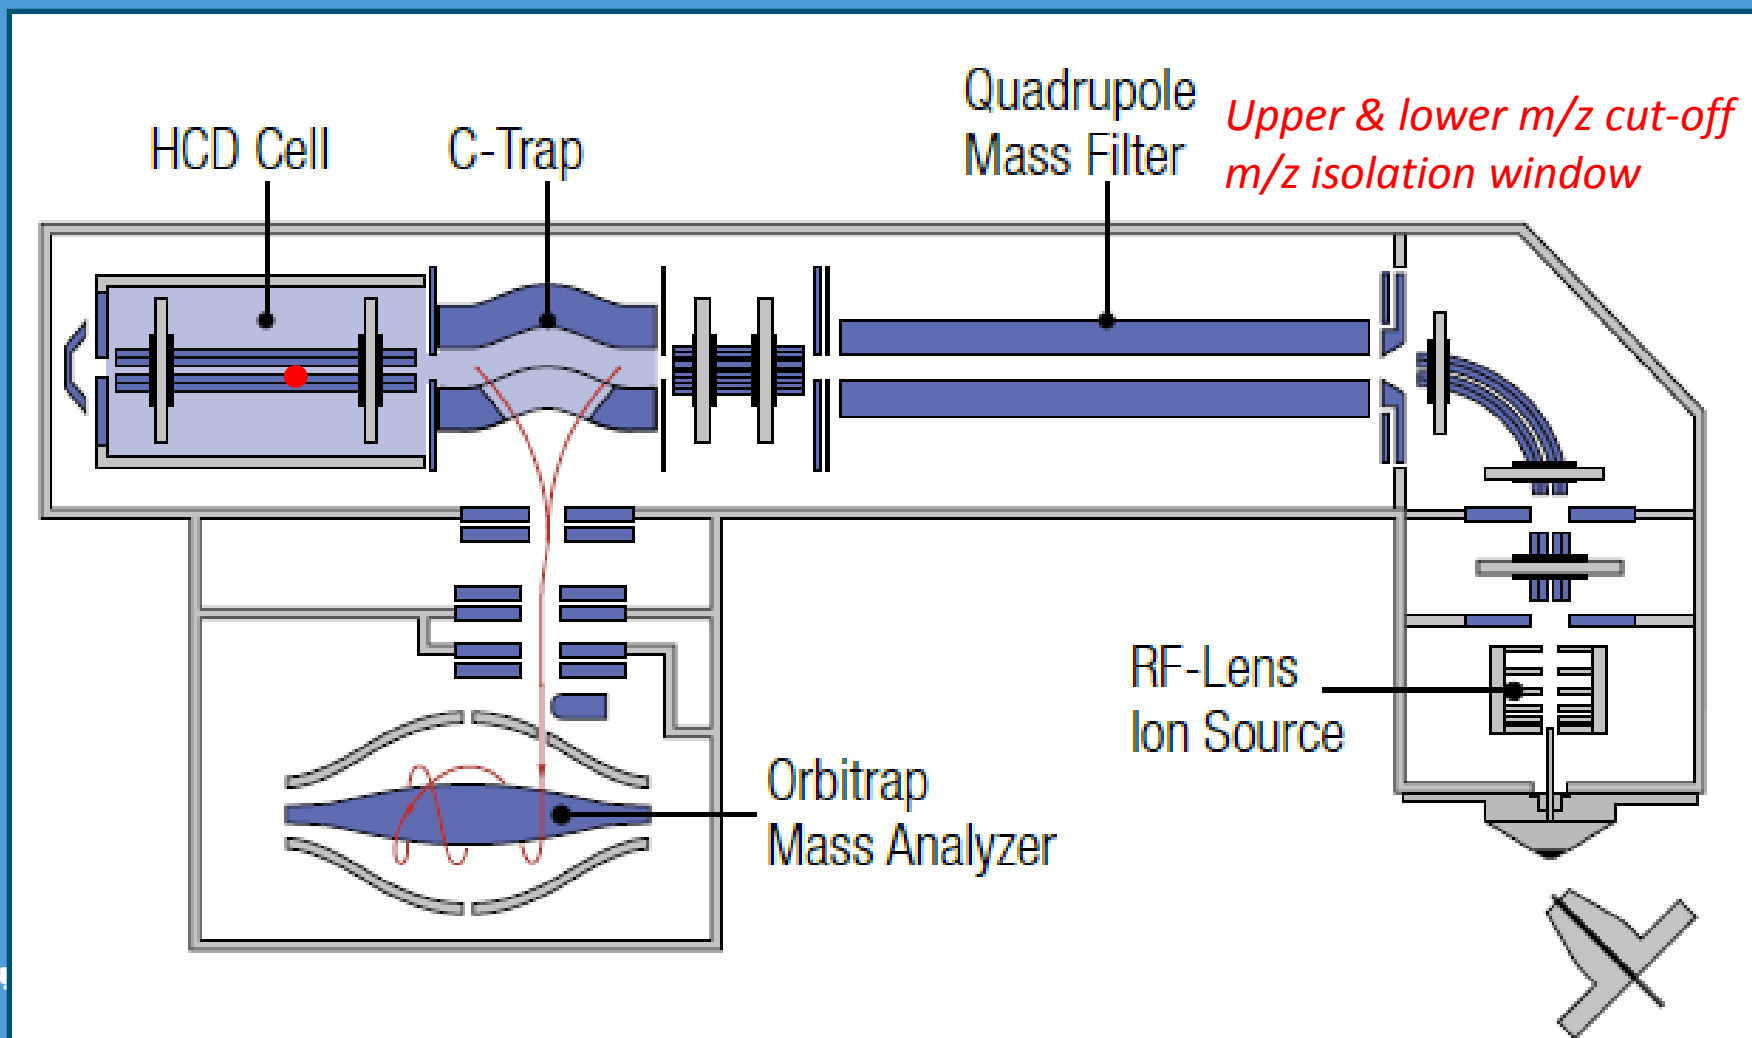 HCD Cell
C-Trap
Quadrupole
Mass Filter
Upper & lower m/z cut-off
m/z isolation window
RF-Lens
Ion Source
Orbitrap
Mass Analyzer